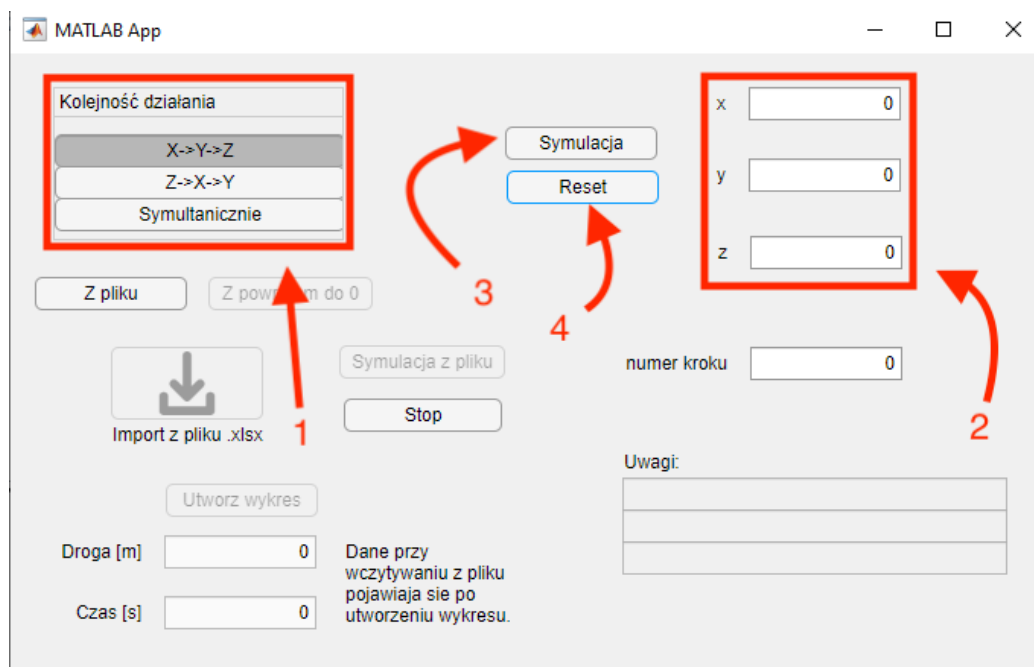 MATLAB App
Kolejność działania
X->Y->Z
Z->X->Y
Symultanicznie
Symulacja
Reset
x 0
y 0
z 0
3
4
2
1
Z pliku
Z do 0
Symulacja z pliku
Stop
Import z pliku .xlsx
numer kroku 0
Uwagi:
Utworz wykres
Droga [m] 0
Czas [s] 0
Dane przy
wczytywaniu z pliku
pojawiaja sie po
utworzeniu wykresu.